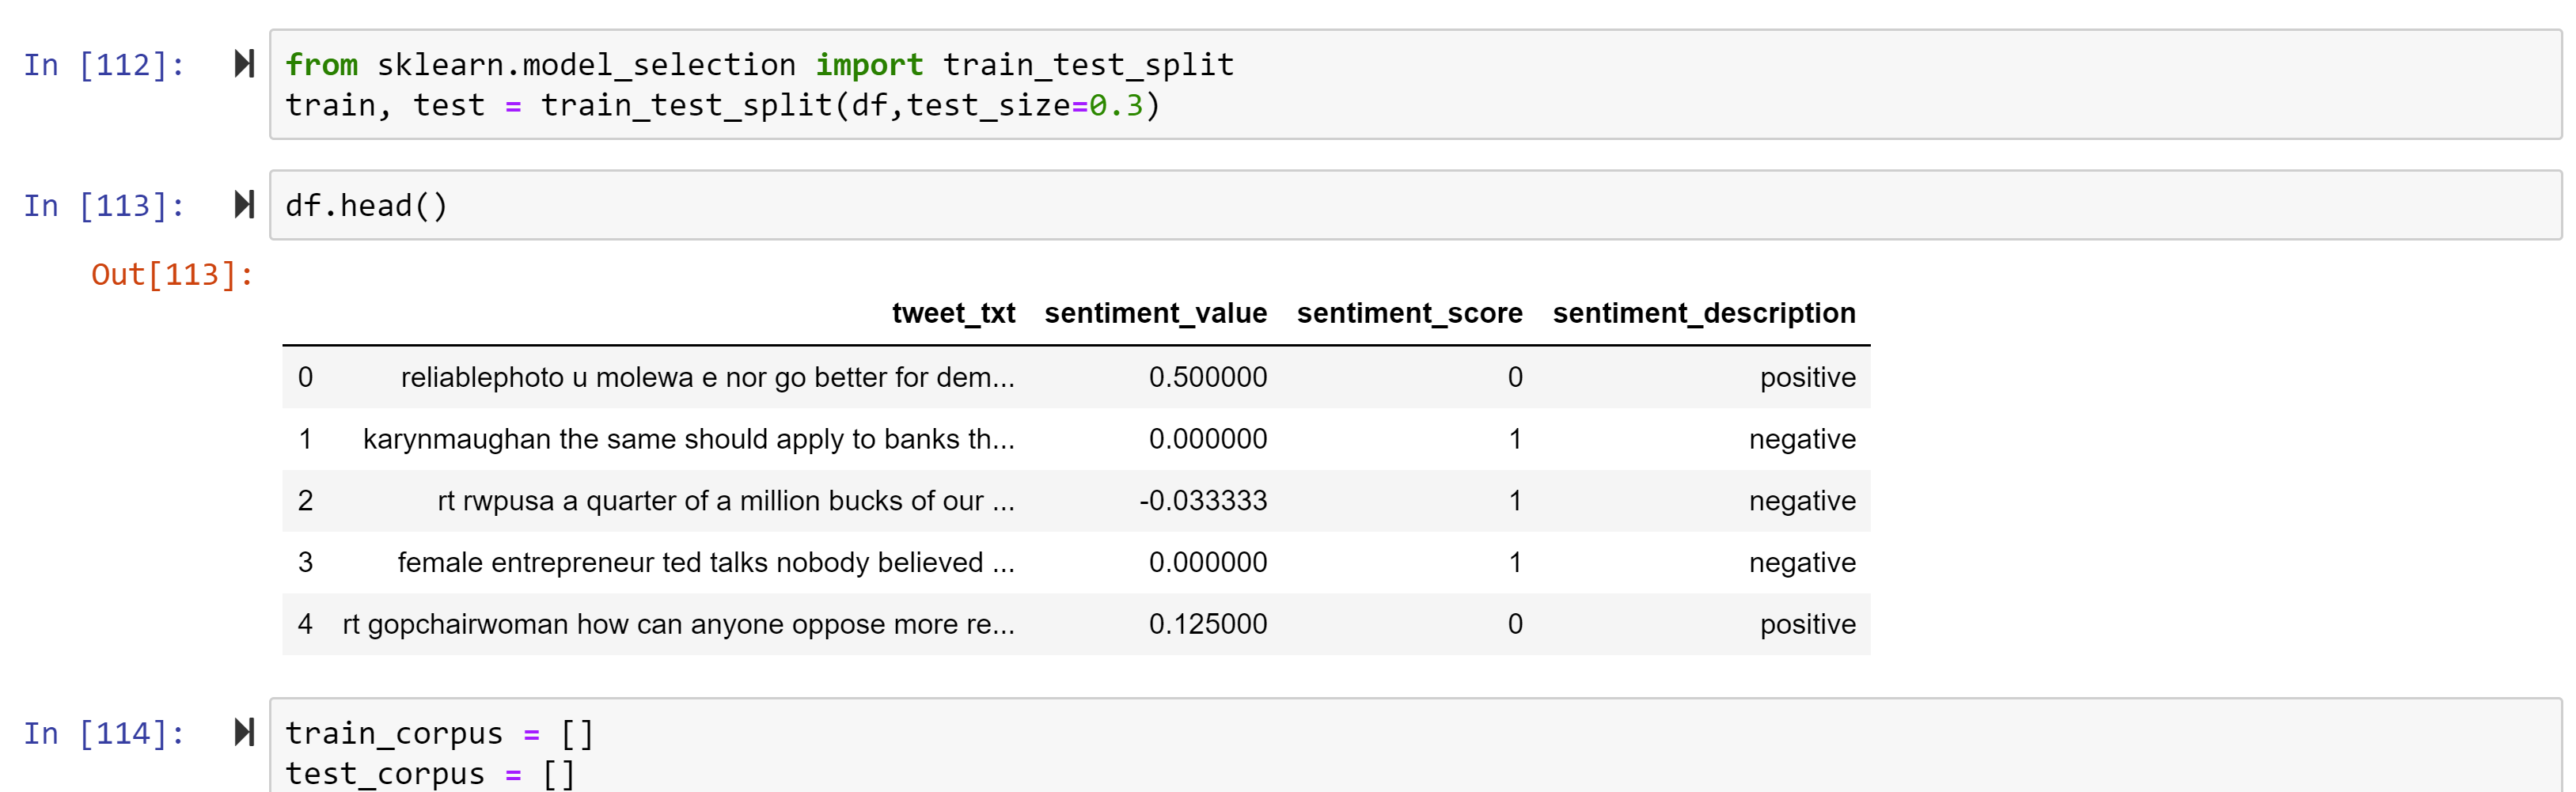 In [112]: from sklearn.model_selection import train_test_split
train, test = train_test_split(df,test_size=0.3)
In [113]: df.head()
Out[113]:
tweet_txt sentiment_value sentiment_score sentiment_description
0 reliablephoto u molewa e nor go better for dem... 0.500000 0 positive
1 karynmaughan the same should apply to banks th... 0.000000 1 negative
2 rt rwpusa a quarter of a million bucks of our ... -0.033333 1 negative
3 female entrepreneur ted talks nobody believed ... 0.000000 1 negative
4 rt gopchairwoman how can anyone oppose more re... 0.125000 0 positive
In [114]: train_corpus = []
test_corpus = []